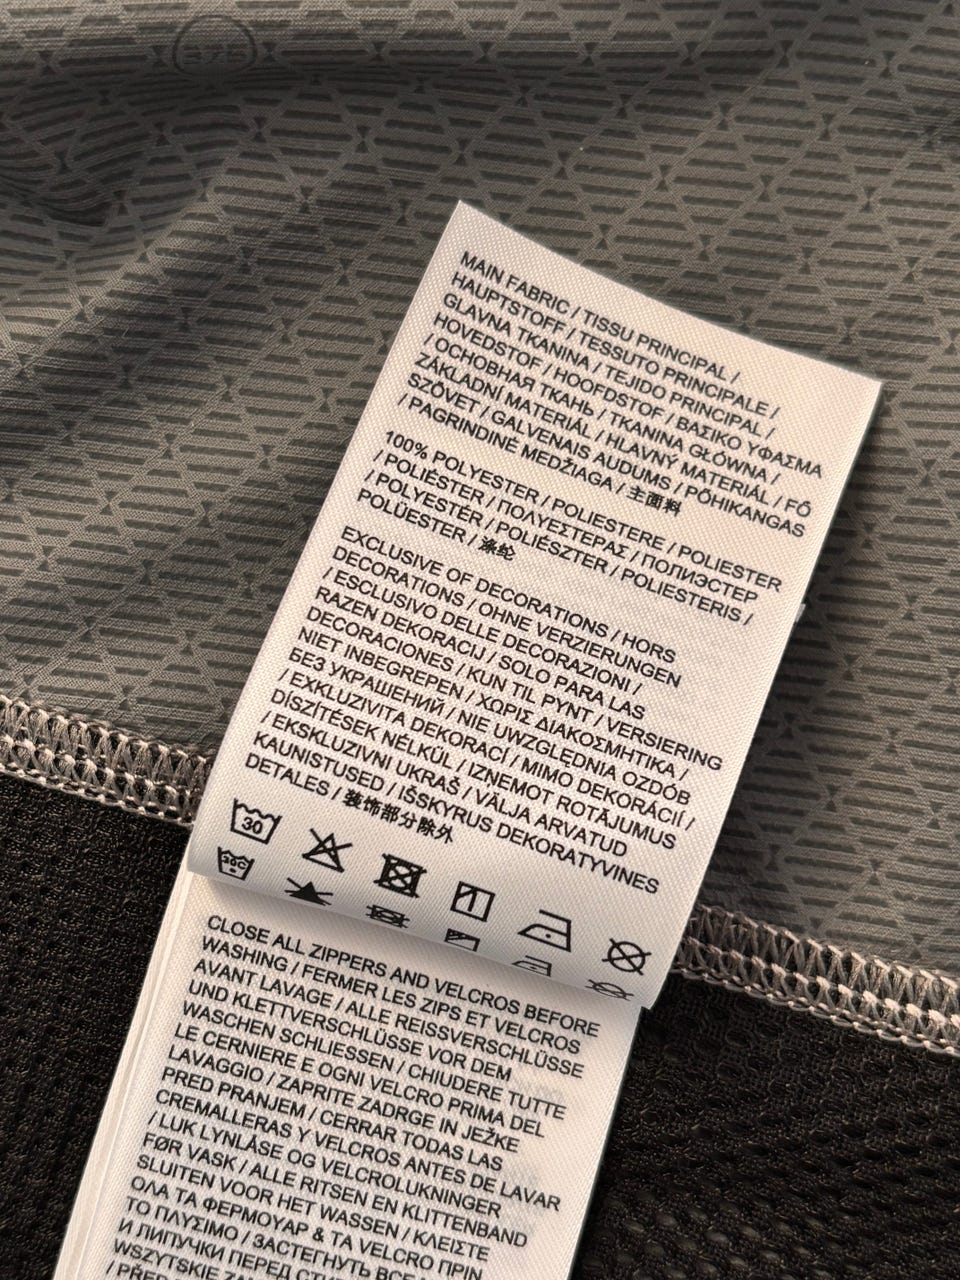 MAIN FABRIC / TISSU PRINCIPAL /
HAUPTSTOFF / TESSUTO PRINCIPALE /
GLAVNA TKANINA / TEJIDO PRINCIPAL /
HOVEDSTOF / HOOFDSTOF / ΒΑΣΙΚΟ ΥΦΑΣΜΑ
/ ОСНОВНАЯ ТКАНЬ / TKANINA GŁÓWNA /
ZÁKLADNÍ MATERIÁL / HLAVNÝ MATERIÁL / FŐ
SZÖVET / GALVENAIS AUDUMS / PÕHIKANGAS
/ PAGRINDINĖ MEDŽIAGA / 主面料
100% POLYESTER / POLIESTERE / POLIESTER
/ POLIÉSTER / ΠΟΛΥΕΣΤΕΡΑΣ / ПОЛИЭСТЕР
/ POLYESTÉR / POLIÉSZTER / POLIESTERIS /
POLÜESTER / 涤纶
EXCLUSIVE OF DECORATIONS / HORS
DECORATIONS / OHNE VERZIERUNGEN
/ ESCLUSIVO DELLE DECORAZIONI /
RAZEN DEKORACIJ / SOLO PARA LAS
DECORACIONES / KUN TIL PYNT / VERSIERING
NIET INBEGREPEN / ΧΩΡΙΣ ΔΙΑΚΟΣΜΗΤΙΚΑ /
БЕЗ УКРАШЕНИЙ / NIE UWZGLĘDNIA OZDÓB
/ EXKLUZIVITA DEKORACÍ / MIMO DEKORÁCIÍ /
DÍSZÍTÉSEK NÉLKÜL / IZŅEMOT ROTĀJUMUS
/ EKSKLUZIVNI UKRAŠ / VÄLJA ARVATUD
KAUNISTUSED / IŠSKYRUS DEKORATYVINES
DETALES / 装饰部分除外
30
30C
CLOSE ALL ZIPPERS AND VELCROS BEFORE
WASHING / FERMER LES ZIPS ET VELCROS
AVANT LAVAGE / ALLE REISSVERSCHLÜSSE
UND KLETTVERSCHLÜSSE VOR DEM
WASCHEN SCHLIESSEN / CHIUDERE TUTTE
LE CERNIERE E OGNI VELCRO PRIMA DEL
LAVAGGIO / ZAPRITE ZADRGE IN JEŽKE
PRED PRANJEM / CERRAR TODAS LAS
CREMALLERAS Y VELCROS ANTES DE LAVAR
/ LUK LYNLÅSE OG VELCROLUKNINGER
FØR VASK / ALLE RITSEN EN KLITTENBAND
SLUITEN VOOR HET WASSEN / ΚΛΕΙΣΤΕ
ΟΛΑ ΤΑ ΦΕΡΜΟΥΑΡ & ΤΑ VELCRO ΠΡΙΝ
ΤΟ ΠΛΥΣΙΜΟ / ЗАСТЕГНУТЬ ВСЕ
И ЛИПУЧКИ ПЕРЕД
WSZYTSKIE
/ PŘED